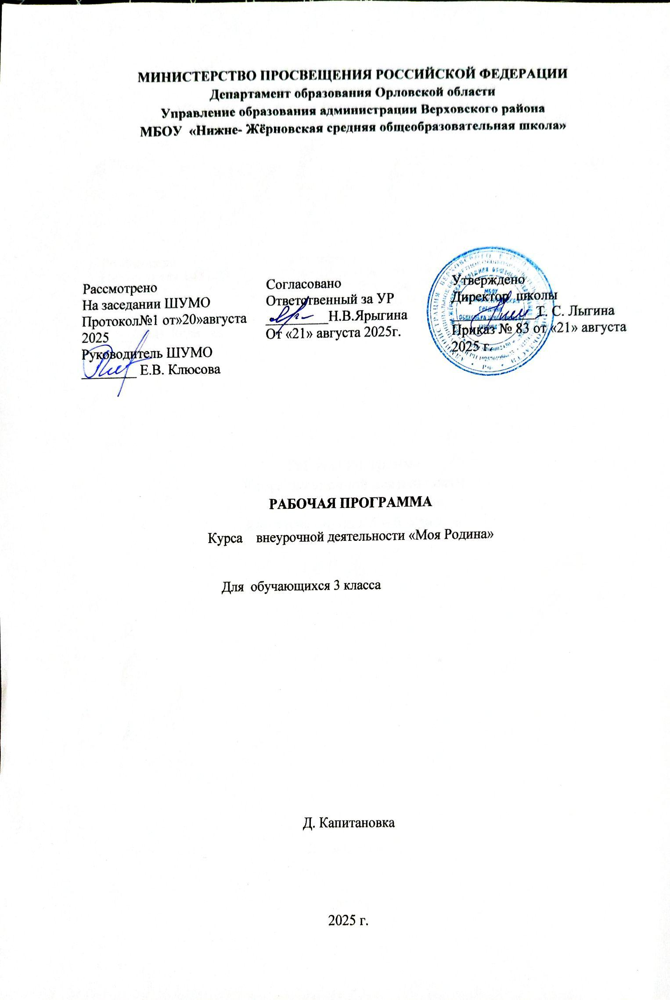 МИНИСТЕРСТВО ПРОСВЕЩЕНИЯ РОССИЙСКОЙ ФЕДЕРАЦИИ
Департамент образования Орловской области
Управление образования администрации Верховского района
МБОУ «Нижне- Жёрновская средняя общеобразовательная школа»
Рассмотрено
На заседании ШУМО
Протокол№1 от»20»августа
2025
Руководитель ШУМО
________ Е.В. Клюсова
Согласовано
Ответственный за УР
_________Н.В.Ярыгина
От «21» августа 2025г.
Утверждено
Директор школы
Т. С. Лыгина
Приказ № 83 от «21» августа
2025 г.
РАБОЧАЯ ПРОГРАММА
Курса внеурочной деятельности «Моя Родина»
Для обучающихся 3 класса
Д. Капитановка
2025 г.